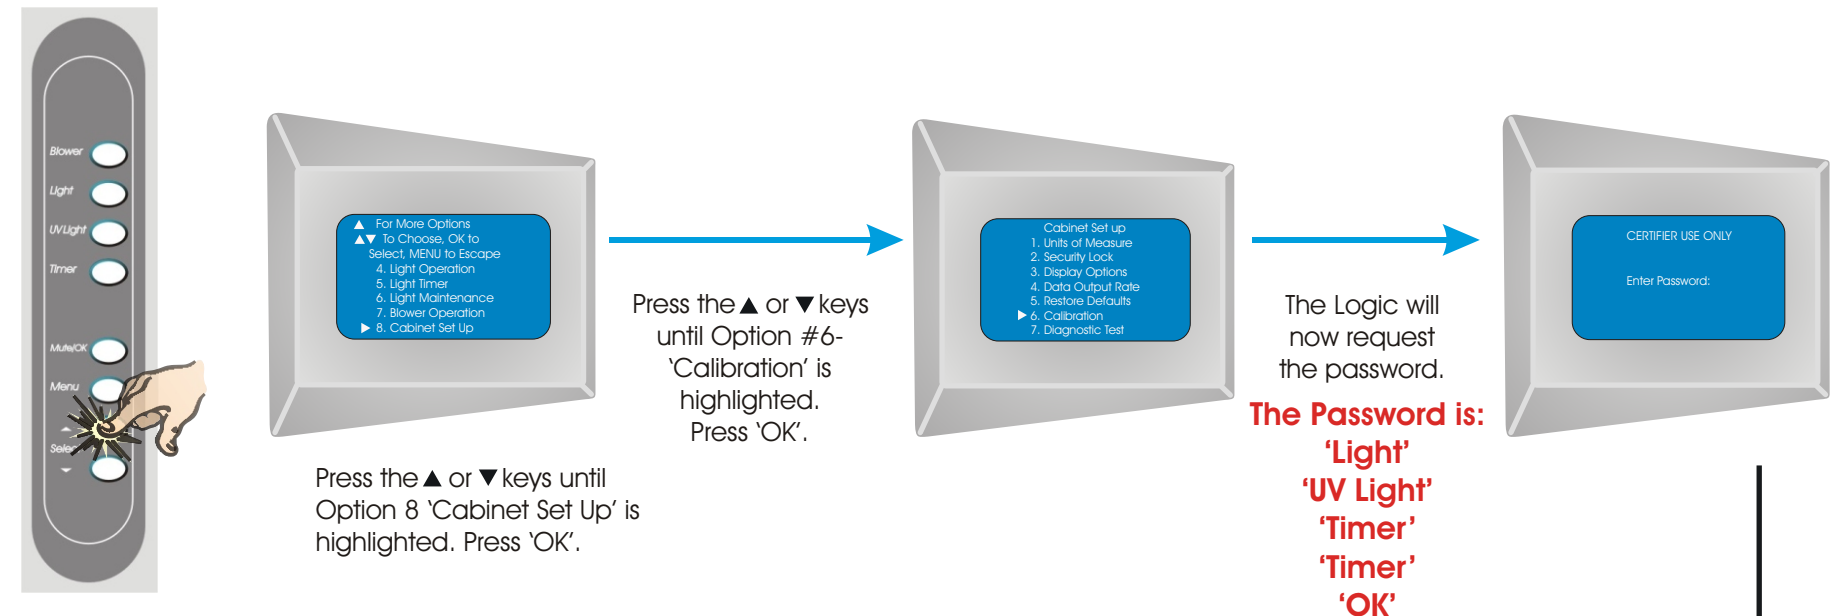 Blower
Light
UV Light
Timer
Mute/OK
Menu
Select
▲ For More Options
▲▼ To Choose, OK to
Select, MENU to Escape
4. Light Operation
5. Light Timer
6. Light Maintenance
7. Blower Operation
▶ 8. Cabinet Set Up
Press the ▲ or ▼ keys until
Option 8 ‘Cabinet Set Up’ is
highlighted. Press ‘OK’.
Press the ▲ or ▼ keys
until Option #6-
‘Calibration’ is
highlighted.
Press ‘OK’.
Cabinet Set up
1. Units of Measure
2. Security Lock
3. Display Options
4. Data Output Rate
5. Restore Defaults
▶ 6. Calibration
7. Diagnostic Test
The Logic will
now request
the password.
The Password is:
‘Light’
‘UV Light’
‘Timer’
‘Timer’
‘OK’
CERTIFIER USE ONLY
Enter Password: